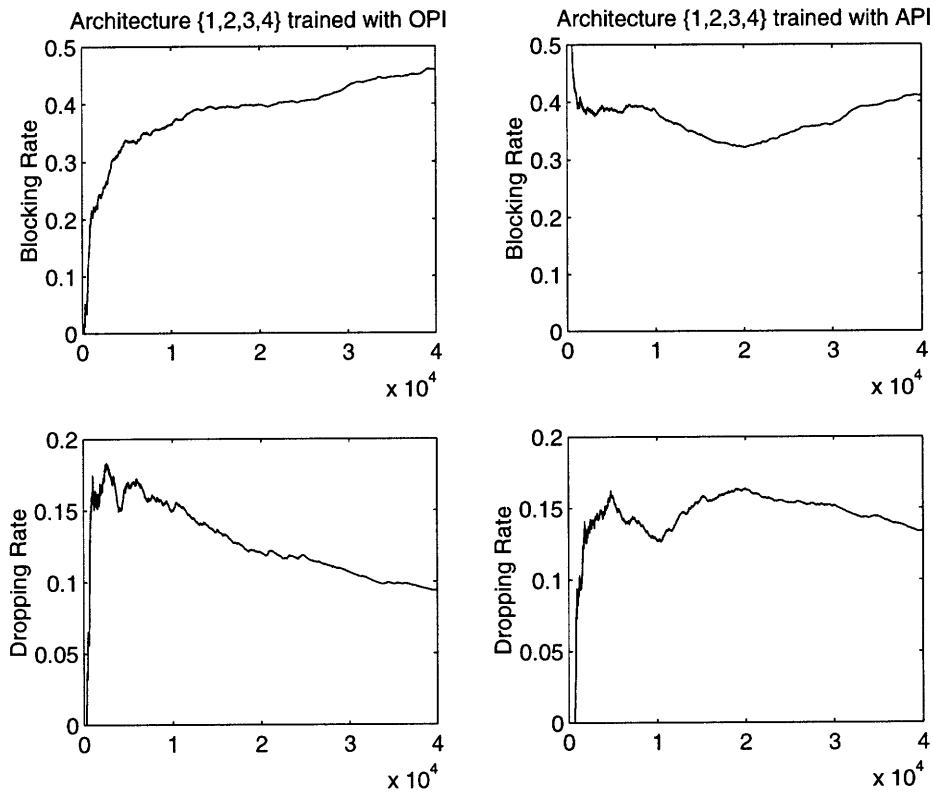 Architecture {1,2,3,4} trained with OPI
0.5
0.4
0.3
0.2
0.1
0
Blocking Rate
0 1 2 3 4
x 10^4
Architecture {1,2,3,4} trained with API
0.5
0.4
0.3
0.2
0.1
0
Blocking Rate
0 1 2 3 4
x 10^4
0.2
0.15
0.1
0.05
0
Dropping Rate
0 1 2 3 4
x 10^4
0.2
0.15
0.1
0.05
0
Dropping Rate
0 1 2 3 4
x 10^4